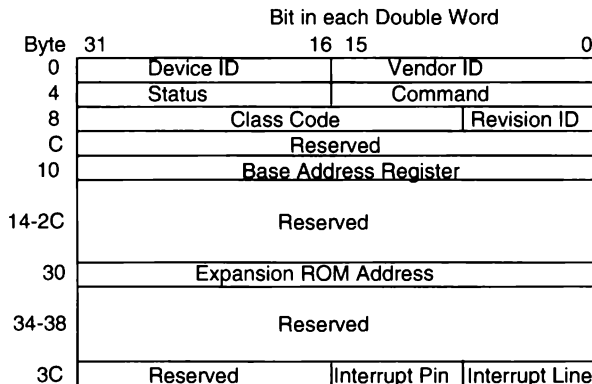 Bit in each Double Word
Byte 31 16 15 0
0 Device ID Vendor ID
4 Status Command
8 Class Code Revision ID
C Reserved
10 Base Address Register
14-2C Reserved
30 Expansion ROM Address
34-38 Reserved
3C Reserved Interrupt Pin Interrupt Line